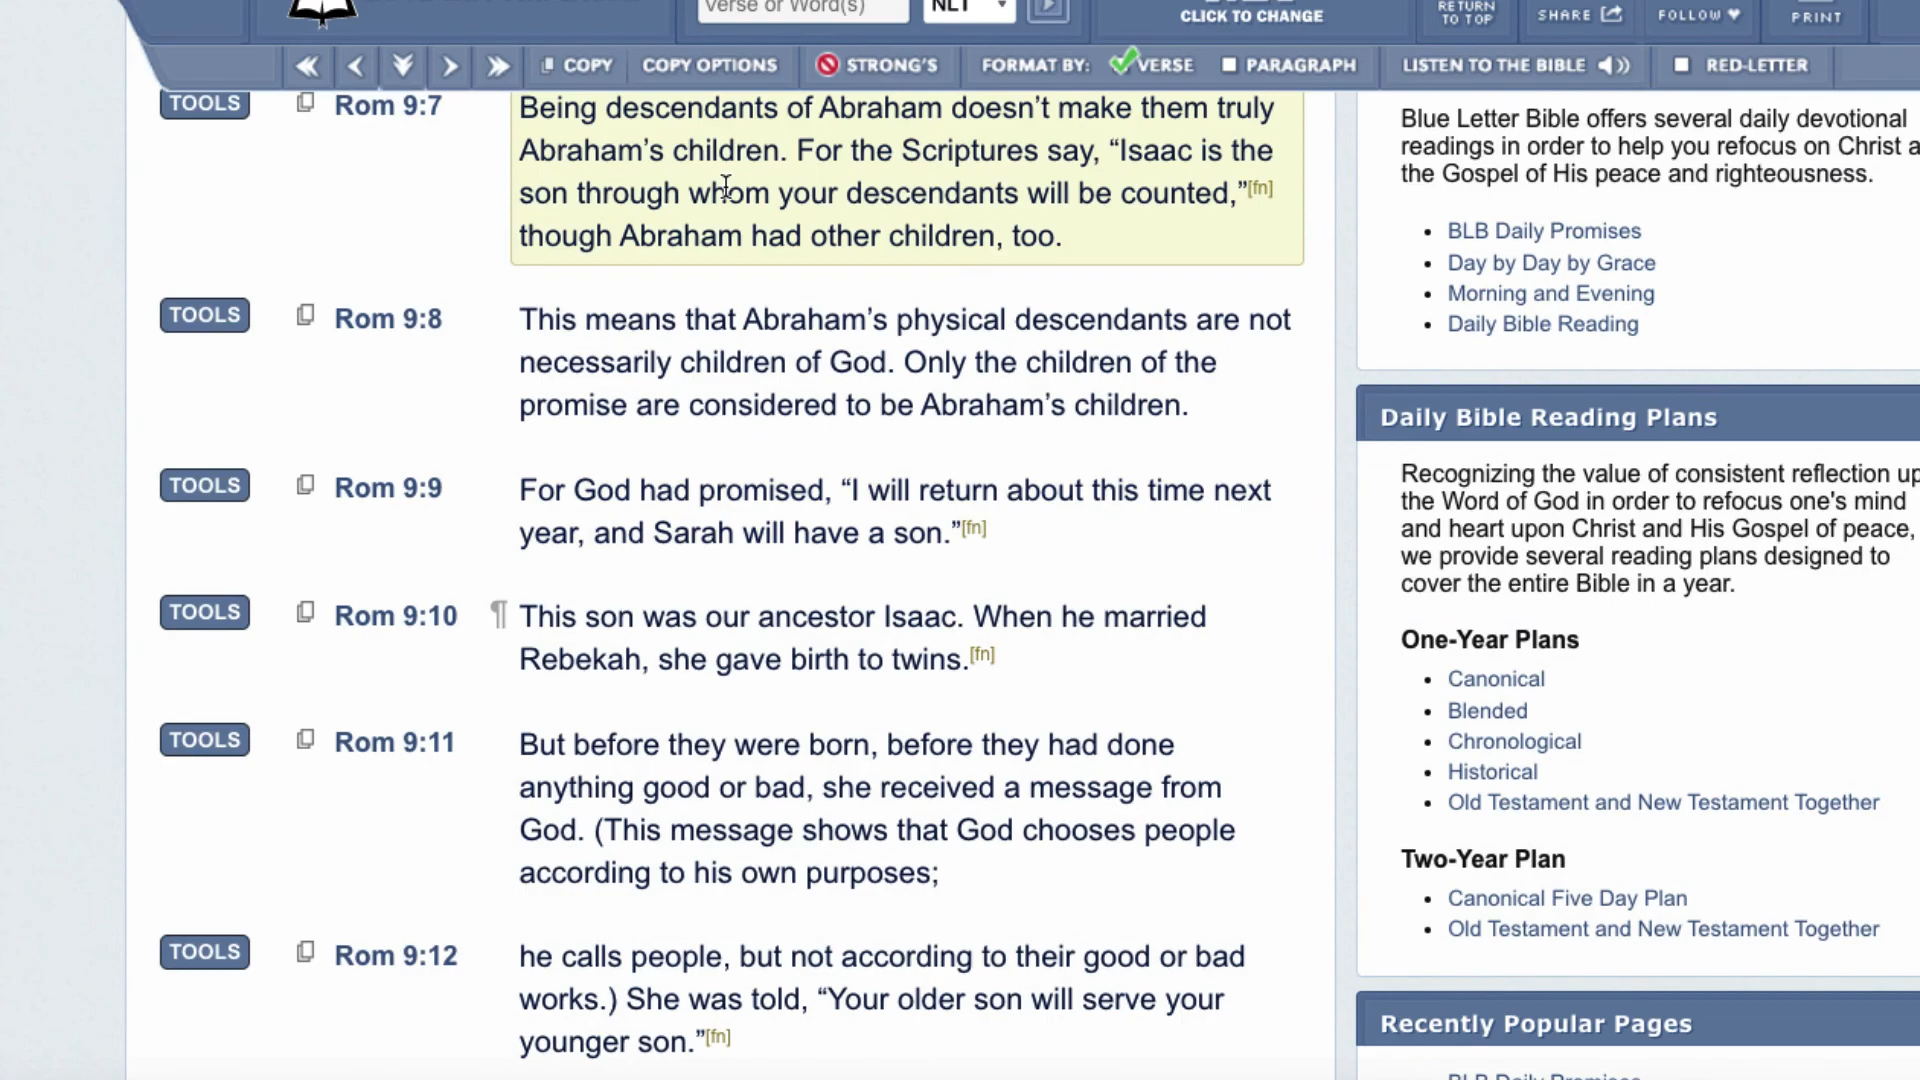 Verse or Word(s)
NLT
CLICK TO CHANGE
RETURN
TO TOP
SHARE
FOLLOW
PRINT
COPY
COPY OPTIONS
STRONG'S
FORMAT BY:
VERSE
PARAGRAPH
LISTEN TO THE BIBLE
RED-LETTER
TOOLS
Rom 9:7
Being descendants of Abraham doesn’t make them truly
Abraham’s children. For the Scriptures say, “Isaac is the
son through whom your descendants will be counted,”[fn]
though Abraham had other children, too.
TOOLS
Rom 9:8
This means that Abraham’s physical descendants are not
necessarily children of God. Only the children of the
promise are considered to be Abraham’s children.
TOOLS
Rom 9:9
For God had promised, “I will return about this time next
year, and Sarah will have a son.”[fn]
TOOLS
Rom 9:10
¶ This son was our ancestor Isaac. When he married
Rebekah, she gave birth to twins.[fn]
TOOLS
Rom 9:11
But before they were born, before they had done
anything good or bad, she received a message from
God. (This message shows that God chooses people
according to his own purposes;
TOOLS
Rom 9:12
he calls people, but not according to their good or bad
works.) She was told, “Your older son will serve your
younger son.”[fn]
Blue Letter Bible offers several daily devotional
readings in order to help you refocus on Christ a
the Gospel of His peace and righteousness.
BLB Daily Promises
Day by Day by Grace
Morning and Evening
Daily Bible Reading
Daily Bible Reading Plans
Recognizing the value of consistent reflection up
the Word of God in order to refocus one's mind
and heart upon Christ and His Gospel of peace,
we provide several reading plans designed to
cover the entire Bible in a year.
One-Year Plans
Canonical
Blended
Chronological
Historical
Old Testament and New Testament Together
Two-Year Plan
Canonical Five Day Plan
Old Testament and New Testament Together
Recently Popular Pages
BLB Daily Promises